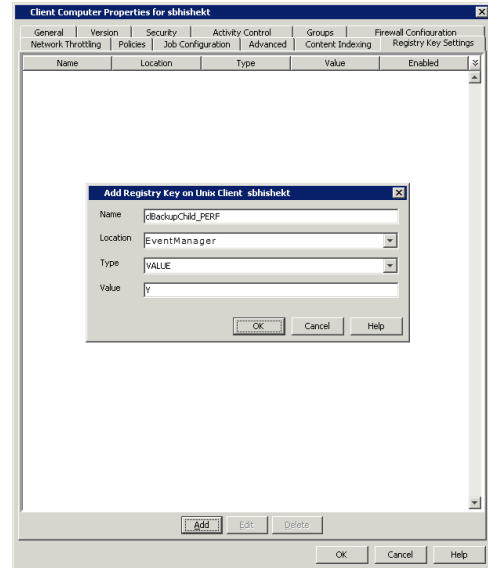 Client Computer Properties for sbhishekt
General Version Security Activity Control Groups Firewall Configuration
Network Throttling Policies Job Configuration Advanced Content Indexing Registry Key Settings
Name Location Type Value Enabled
Add Registry Key on Unix Client sbhishekt
Name clBackupChild_PERF
Location EventManager
Type VALUE
Value Y
OK Cancel Help
Add Edit Delete
OK Cancel Help